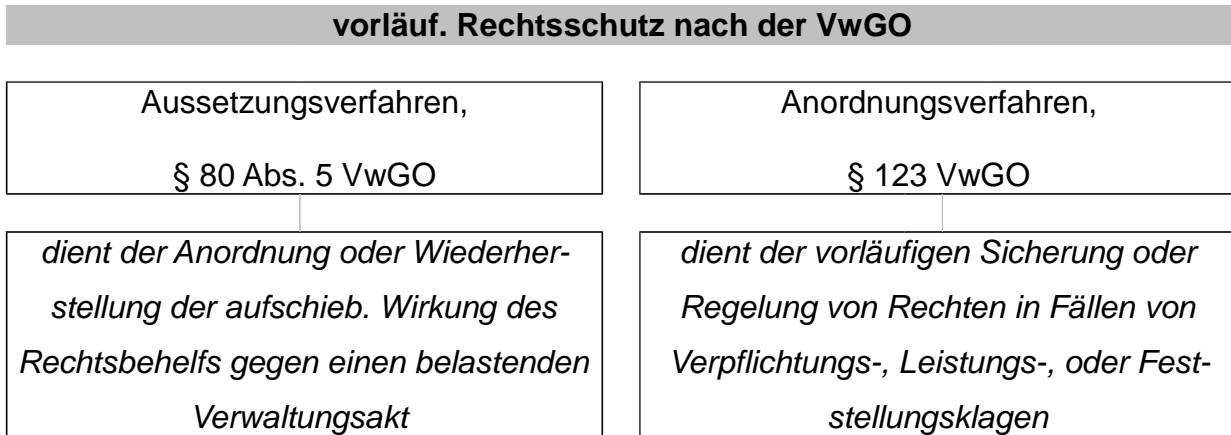 vorläuf. Rechtsschutz nach der VwGO
Aussetzungsverfahren,
§ 80 Abs. 5 VwGO
dient der Anordnung oder Wiederher-
stellung der aufschieb. Wirkung des
Rechtsbehelfs gegen einen belastenden
Verwaltungsakt
Anordnungsverfahren,
§ 123 VwGO
dient der vorläufigen Sicherung oder
Regelung von Rechten in Fällen von
Verpflichtungs-, Leistungs-, oder Fest-
stellungsklagen